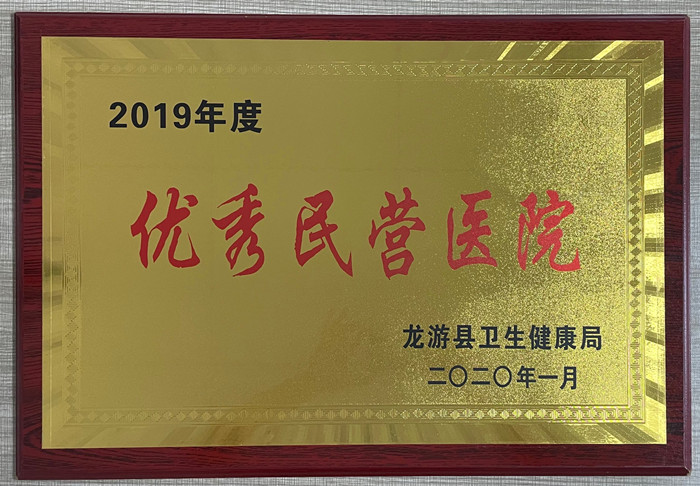 2019年度
优秀民营医院
龙游县卫生健康局
二〇二〇年一月